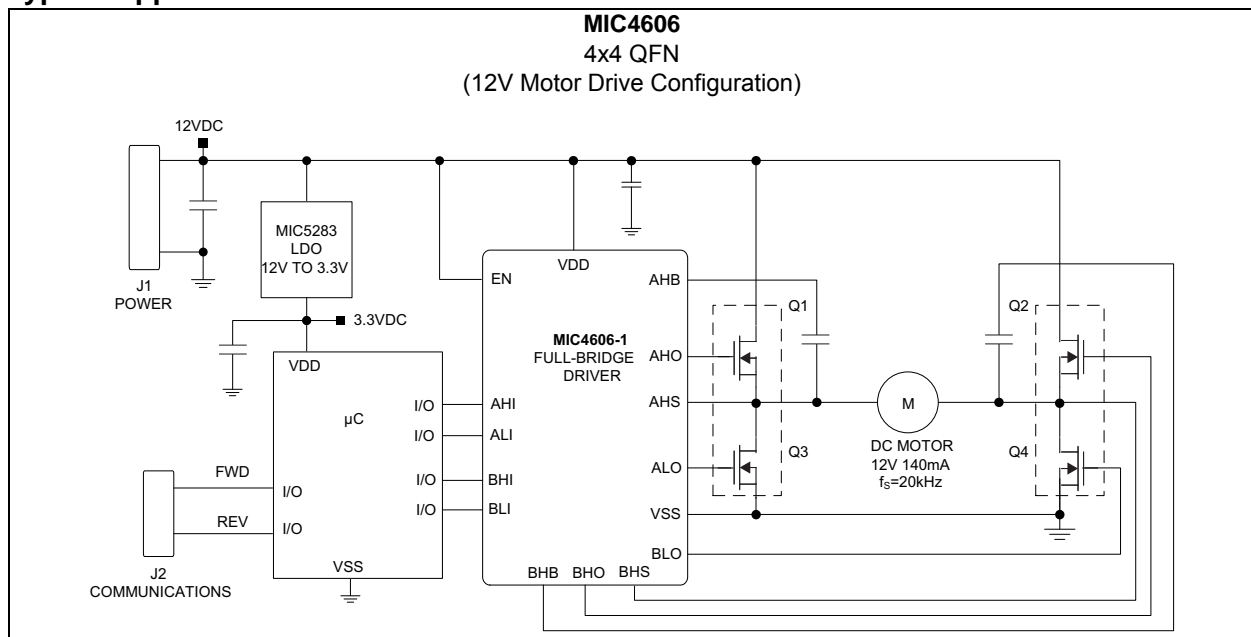 MIC4606
4x4 QFN
(12V Motor Drive Configuration)
12VDC
J1
POWER
MIC5283
LDO
12V TO 3.3V
3.3VDC
VDD
µC
I/O
I/O
I/O
I/O
FWD
I/O
REV
I/O
VSS
J2
COMMUNICATIONS
VDD
EN
MIC4606-1
FULL-BRIDGE
DRIVER
AHI
ALI
BHI
BLI
AHB
AHO
AHS
ALO
VSS
BLO
BHB BHO BHS
Q1
Q3
M
DC MOTOR
12V 140mA
fS=20kHz
Q2
Q4